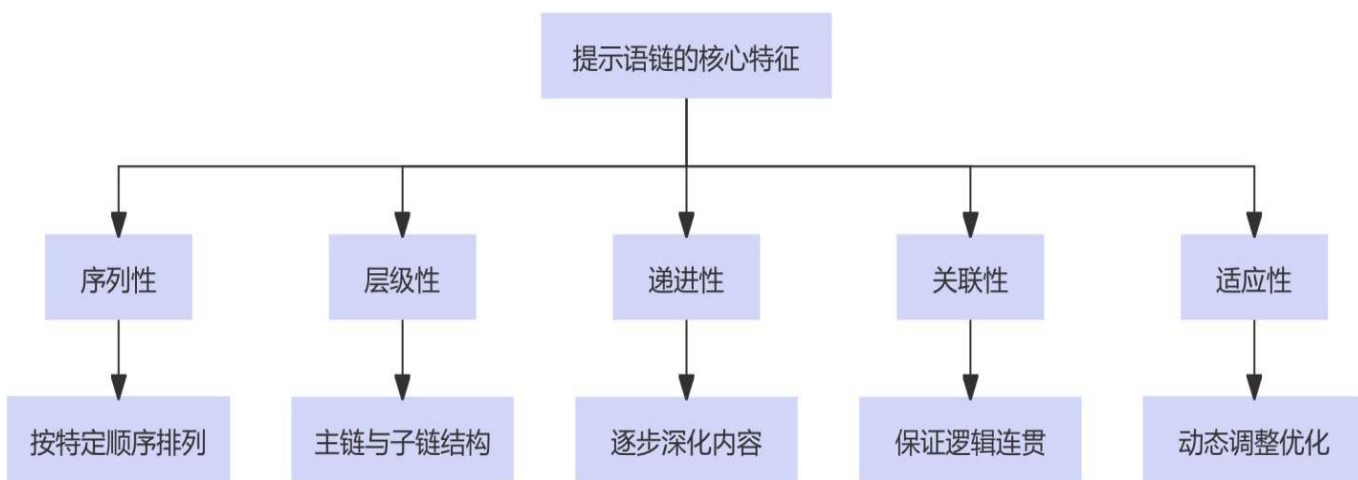 提示语链的核心特征
序列性
层级性
递进性
关联性
适应性
按特定顺序排列
主链与子链结构
逐步深化内容
保证逻辑连贯
动态调整优化